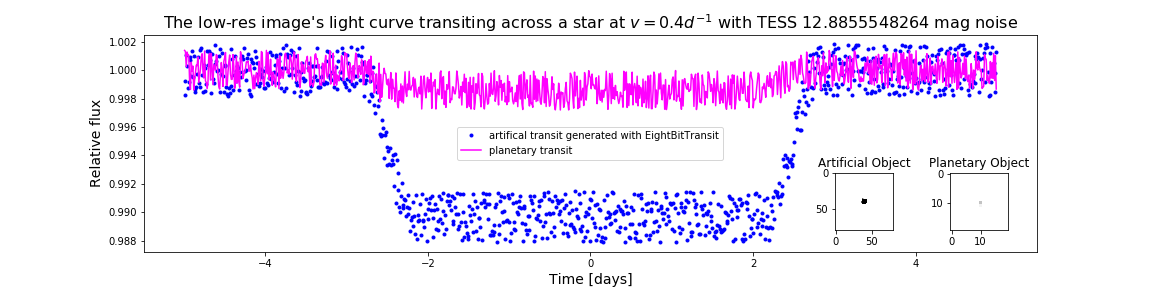 The low-res image's light curve transiting across a star at v = 0.4d⁻¹ with TESS 12.8855548264 mag noise
1.002
1.000
0.998
0.996
0.994
0.992
0.990
0.988
Relative flux
artifical transit generated with EightBitTransit
planetary transit
Artificial Object
0
50
0 50
Planetary Object
0
10
0 10
−4 −2 0 2 4
Time [days]